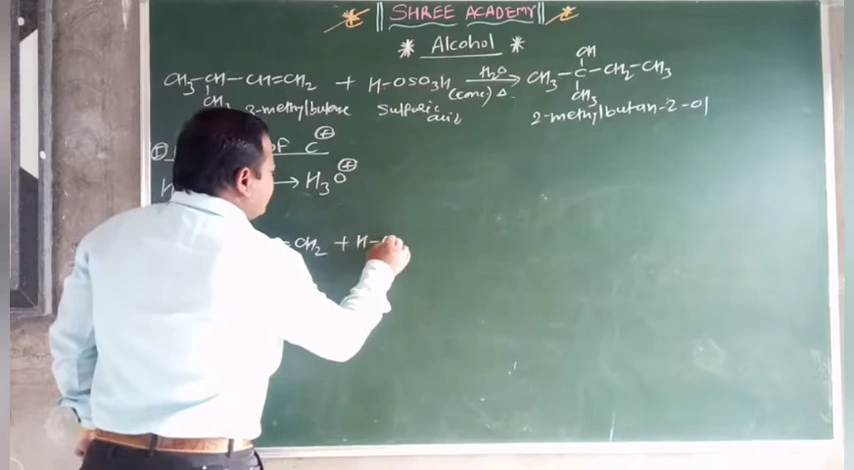 SHREE ACADEMY
* Alcohol *
CH3-CH-CH=CH2 + H-OSO3H H2O → CH3-C-CH2-CH3
CH3 (conc) Δ OH CH3
3-methylbutene Sulfuric acid 2-methylbutan-2-ol
① of C⊕
H → H3O⊕
=CH2 + H-